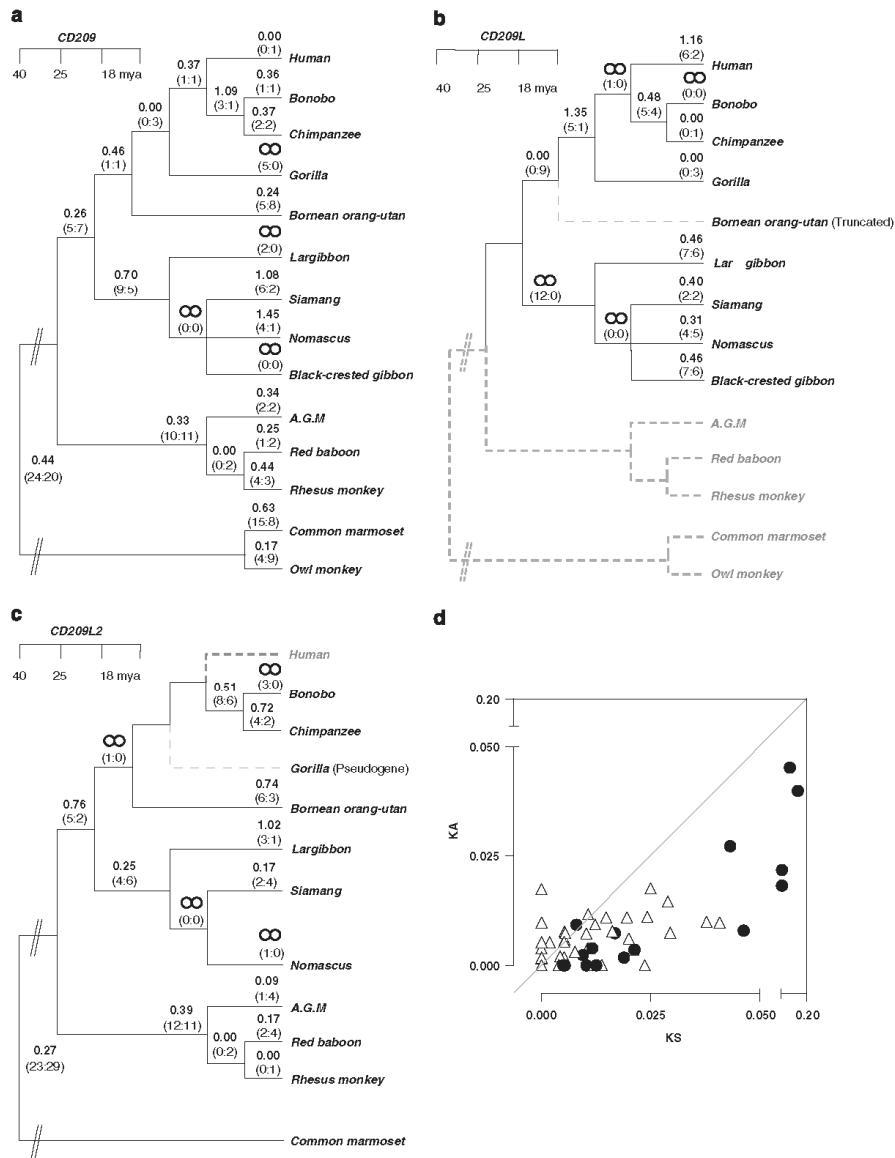 a
CD209
40 25 18 mya
0.00
(0:1)
Human
0.37
(1:1)
0.36
(1:1)
Bonobo
1.09
(3:1)
0.37
(2:2)
Chimpanzee
0.00
(0:3)
∞
(5:0)
Gorilla
0.46
(1:1)
0.24
(5:8)
Bornean orang-utan
0.26
(5:7)
∞
(2:0)
Largibbon
0.70
(9:5)
1.08
(6:2)
Siamang
∞
(0:0)
1.45
(4:1)
Nomascus
∞
(0:0)
Black-crested gibbon
0.34
(2:2)
A.G.M
0.33
(10:11)
0.25
(1:2)
Red baboon
0.00
(0:2)
0.44
(4:3)
Rhesus monkey
0.44
(24:20)
0.63
(15:8)
Common marmoset
0.17
(4:9)
Owl monkey
b
CD209L
40 25 18 mya
1.16
(6:2)
Human
∞
(1:0)
∞
(0:0)
Bonobo
0.48
(5:4)
0.00
(0:1)
Chimpanzee
1.35
(5:1)
0.00
(0:3)
Gorilla
0.00
(0:9)
Bornean orang-utan (Truncated)
0.46
(7:6)
Lar gibbon
∞
(12:0)
0.40
(2:2)
Siamang
∞
(0:0)
0.31
(4:5)
Nomascus
0.46
(7:6)
Black-crested gibbon
A.G.M
Red baboon
Rhesus monkey
Common marmoset
Owl monkey
c
CD209L2
40 25 18 mya
Human
∞
(3:0)
Bonobo
0.51
(8:6)
0.72
(4:2)
Chimpanzee
∞
(1:0)
Gorilla (Pseudogene)
0.74
(6:3)
Bornean orang-utan
0.76
(5:2)
1.02
(3:1)
Largibbon
0.25
(4:6)
0.17
(2:4)
Siamang
∞
(0:0)
∞
(1:0)
Nomascus
0.09
(1:4)
A.G.M
0.39
(12:11)
0.17
(2:4)
Red baboon
0.00
(0:2)
0.00
(0:1)
Rhesus monkey
0.27
(23:29)
Common marmoset
d
0.20
0.050
KA
0.025
0.000
0.000 0.025 0.050 0.20
KS